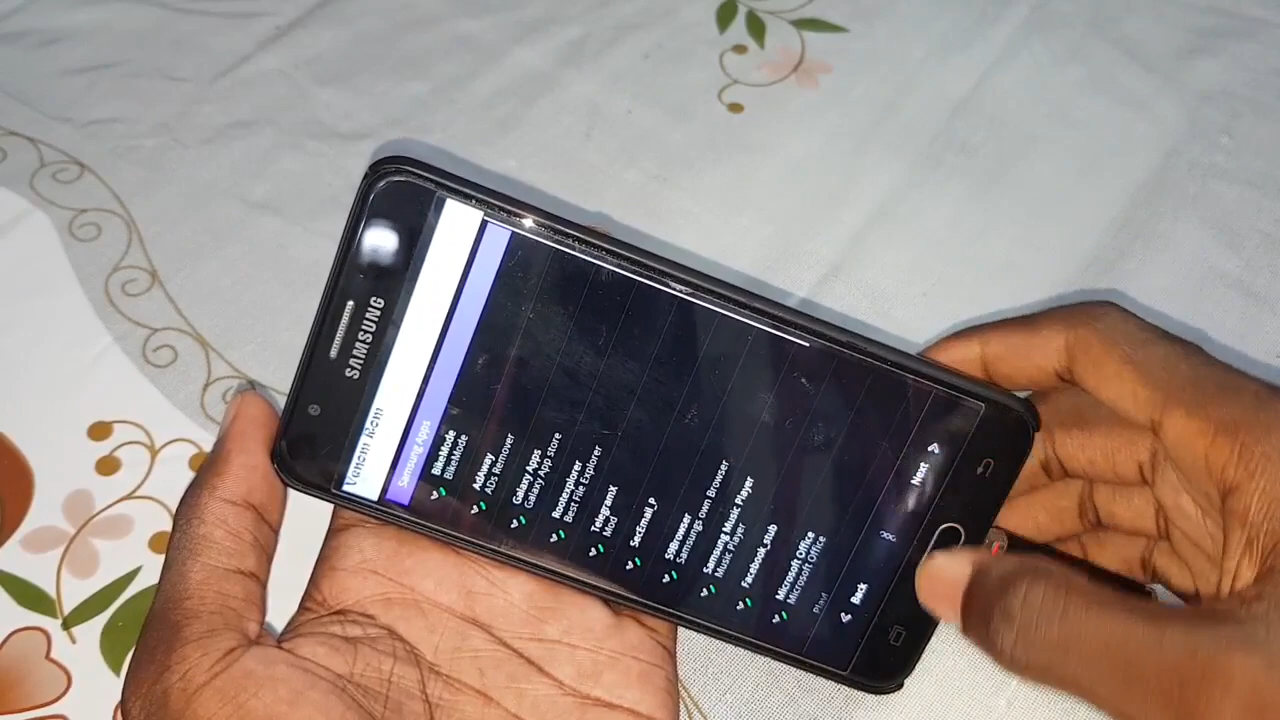 SAMSUNG
Venom Rom
Samsung Apps
BikeMode
BikeMode
AdAway
ADs Remover
Galaxy Apps
Galaxy App store
Rootexplorer
Best File Explorer
TelegramX
Mod
SecEmail_P
S9Browser
Samsungs own Browser
Samsung Music Player
Music Player
Facebook_stub
Microsoft Office
Microsoft Office
Back
Next